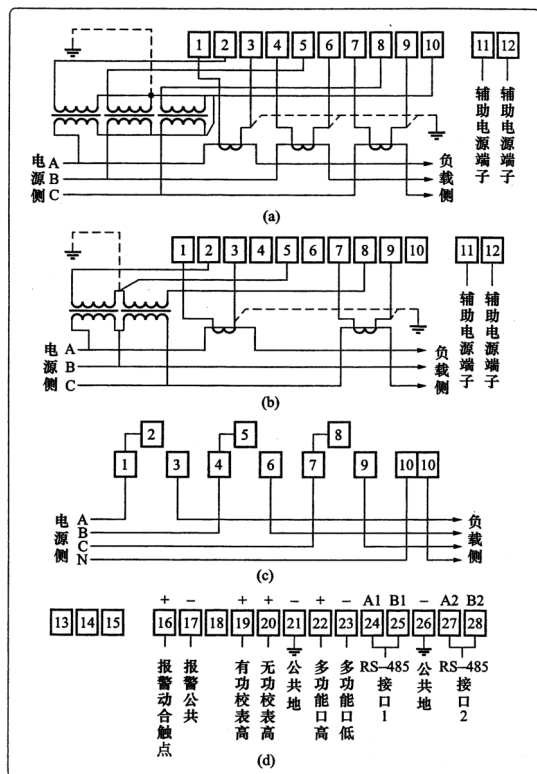 1 2 3 4 5 6 7 8 9 10 11 12
辅助电源端子
辅助电源端子
电源侧
A
B
C
负载侧
(a)
1 2 3 4 5 6 7 8 9 10 11 12
辅助电源端子
辅助电源端子
电源侧
A
B
C
负载侧
(b)
2 5 8
1 3 4 6 7 9 10 10
电源侧
A
B
C
N
负载侧
(c)
+ − + + − + − A1 B1 − A2 B2
13 14 15 16 17 18 19 20 21 22 23 24 25 26 27 28
报警动合触点
报警公共
有功校表高
无功校表高
公共地
多功能口高
多功能口低
RS-485
接口1
公共地
RS-485
接口2
(d)